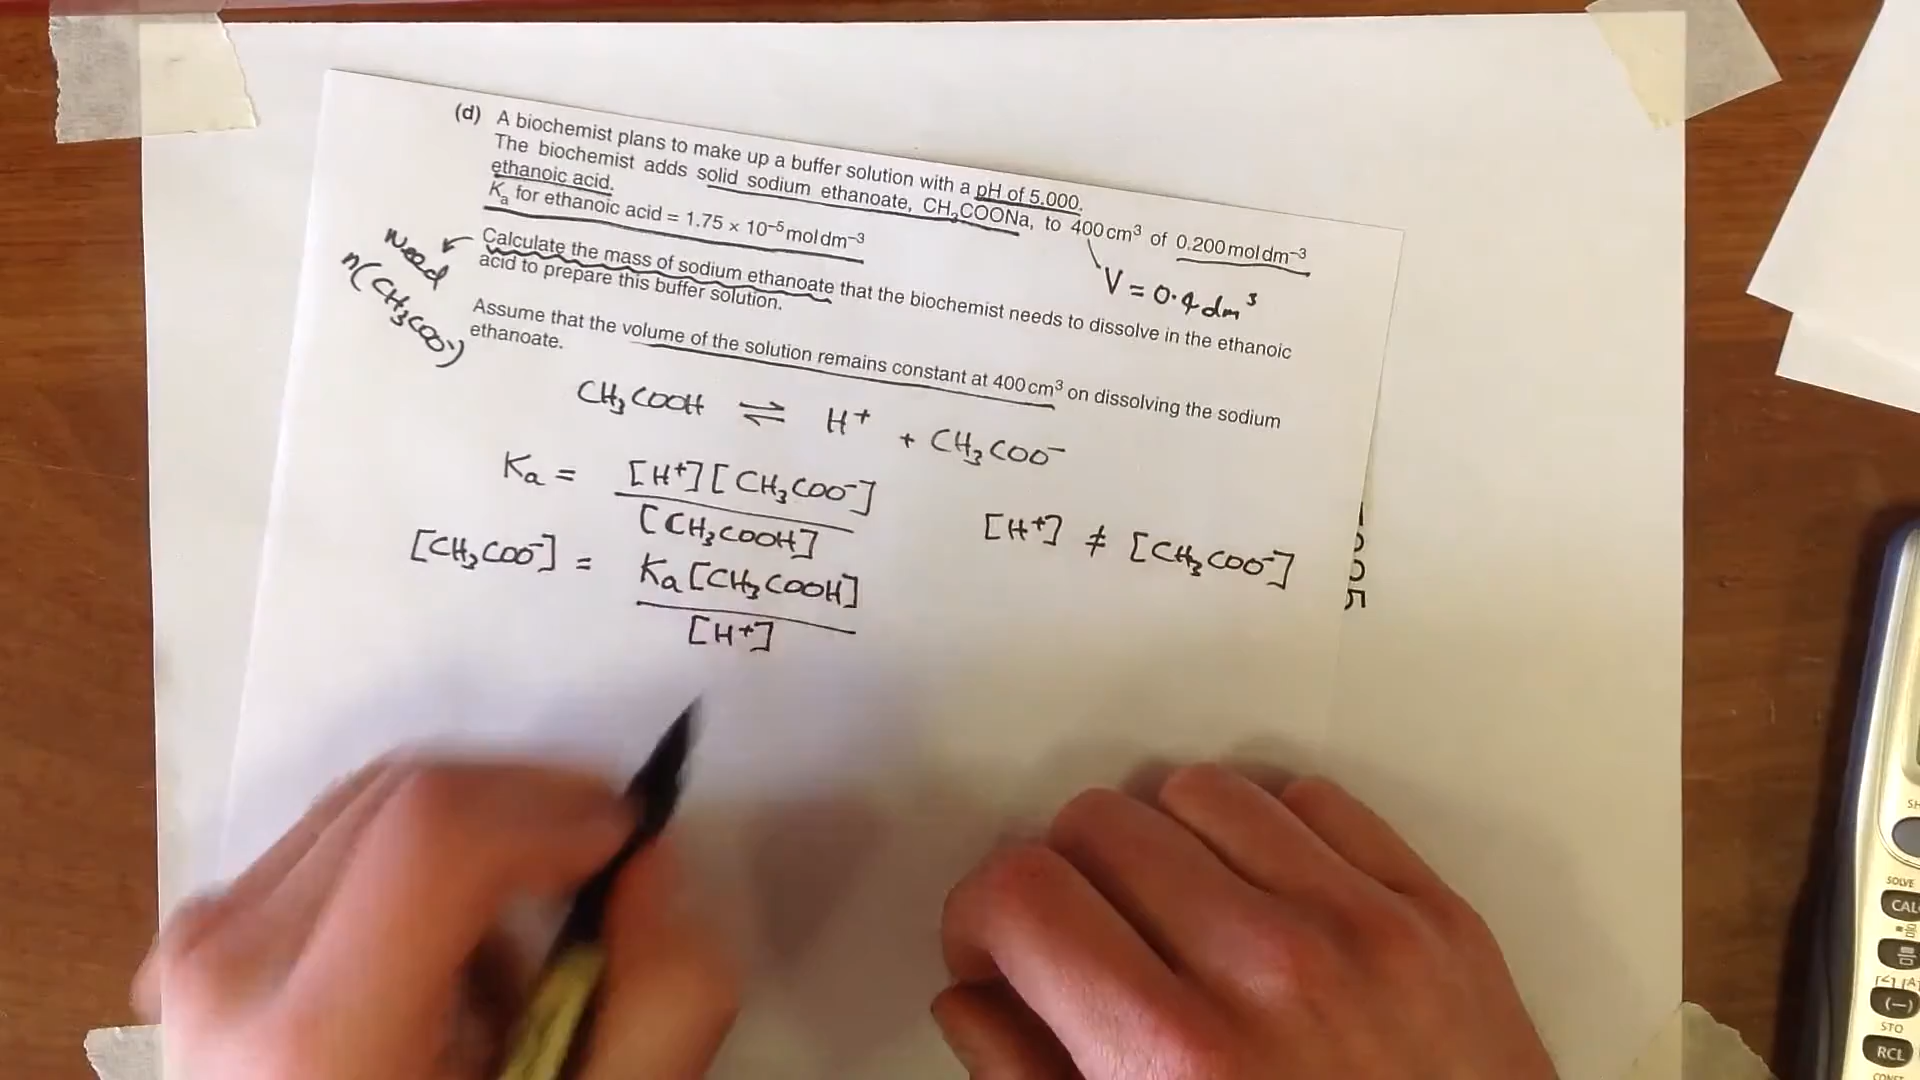 (d) A biochemist plans to make up a buffer solution with a pH of 5.000.
The biochemist adds solid sodium ethanoate, CH₃COONa, to 400 cm³ of 0.200 mol dm⁻³
ethanoic acid.
Kₐ for ethanoic acid = 1.75 × 10⁻⁵ mol dm⁻³
V = 0.4 dm³
Need
n(CH₃COO⁻)
Calculate the mass of sodium ethanoate that the biochemist needs to dissolve in the ethanoic
acid to prepare this buffer solution.
Assume that the volume of the solution remains constant at 400 cm³ on dissolving the sodium
ethanoate.
CH₃COOH ⇌ H⁺ + CH₃COO⁻
Ka = [H⁺][CH₃COO⁻]
[CH₃COOH]
[H⁺] ≠ [CH₃COO⁻]
[CH₃COO⁻] = Ka[CH₃COOH]
[H⁺]
SOLVE
CAL
STO
RCL